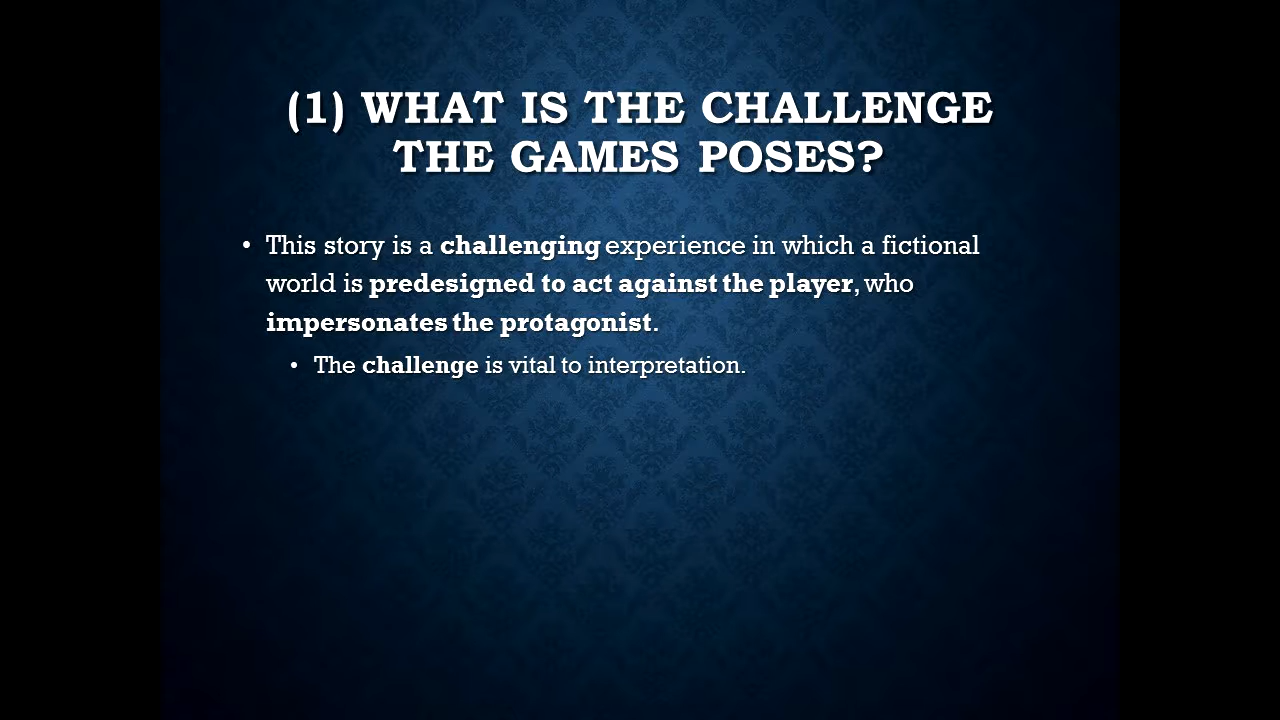 (1) WHAT IS THE CHALLENGE
THE GAMES POSES?
• This story is a challenging experience in which a fictional
world is predesigned to act against the player, who
impersonates the protagonist.
• The challenge is vital to interpretation.